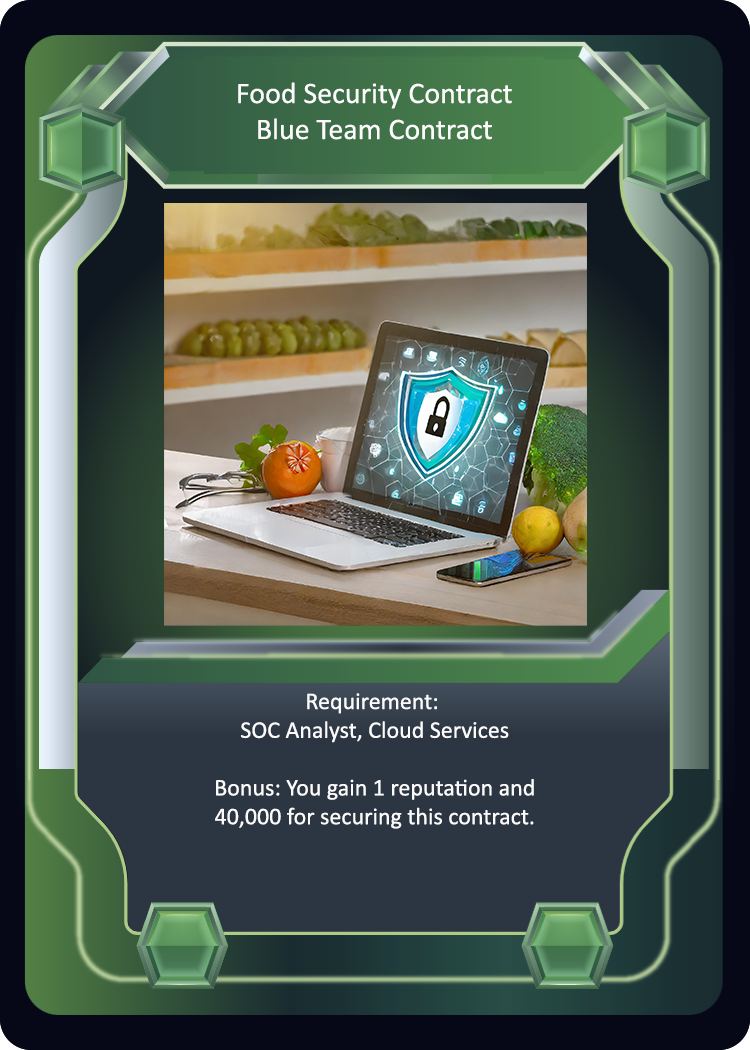 Food Security Contract
Blue Team Contract
Requirement:
SOC Analyst, Cloud Services
Bonus: You gain 1 reputation and
40,000 for securing this contract.